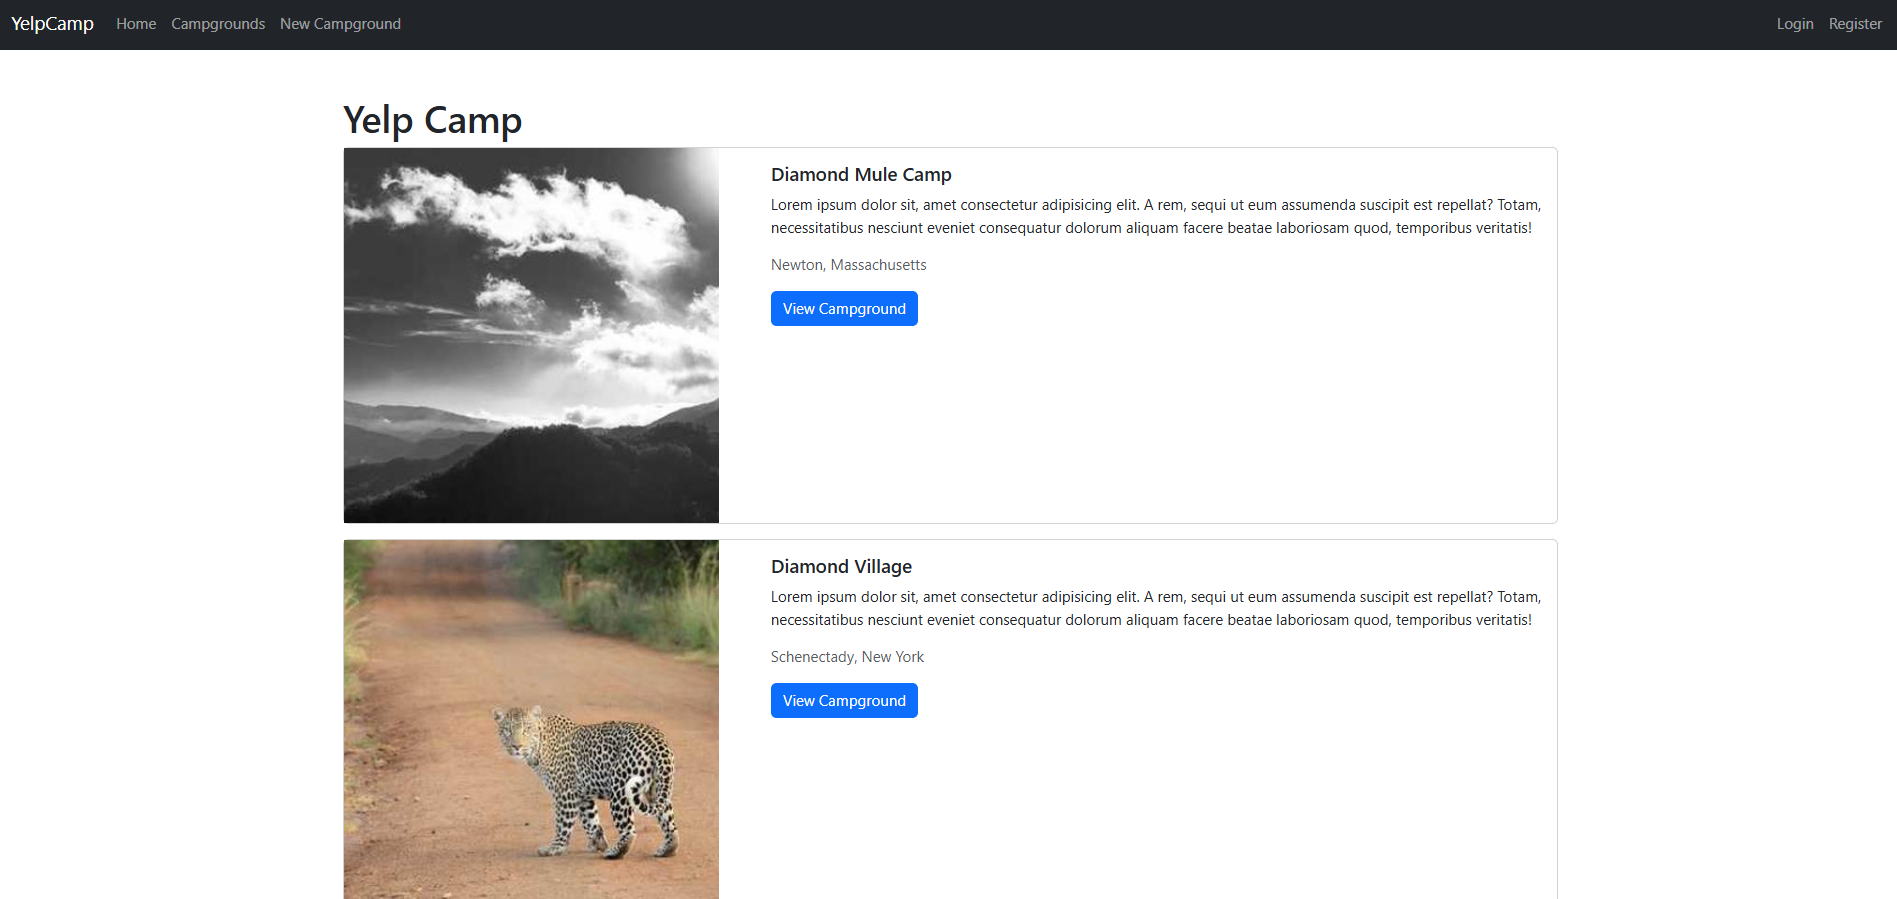 YelpCamp Home Campgrounds New Campground Login Register
Yelp Camp
Diamond Mule Camp
Lorem ipsum dolor sit, amet consectetur adipisicing elit. A rem, sequi ut eum assumenda suscipit est repellat? Totam,
necessitatibus nesciunt eveniet consequatur dolorum aliquam facere beatae laboriosam quod, temporibus veritatis!
Newton, Massachusetts
View Campground
Diamond Village
Lorem ipsum dolor sit, amet consectetur adipisicing elit. A rem, sequi ut eum assumenda suscipit est repellat? Totam,
necessitatibus nesciunt eveniet consequatur dolorum aliquam facere beatae laboriosam quod, temporibus veritatis!
Schenectady, New York
View Campground